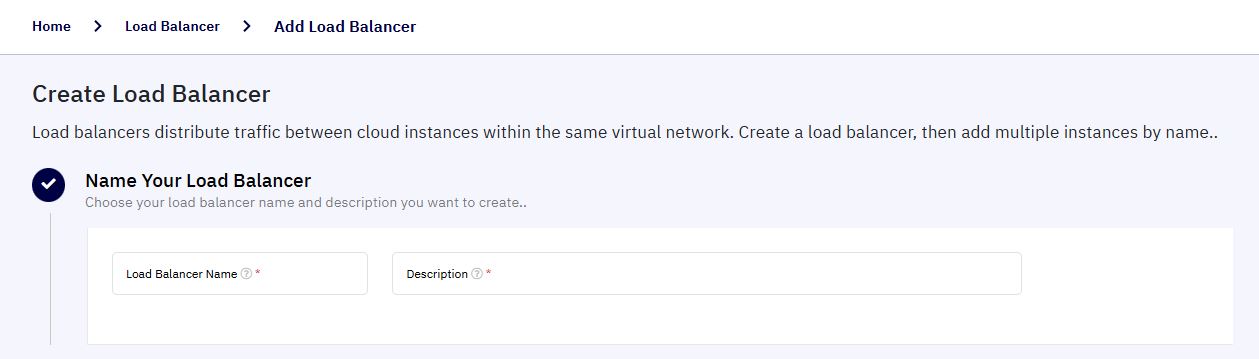 Home > Load Balancer > Add Load Balancer
Create Load Balancer
Load balancers distribute traffic between cloud instances within the same virtual network. Create a load balancer, then add multiple instances by name..
Name Your Load Balancer
Choose your load balancer name and description you want to create..
Load Balancer Name ? * Description ? *